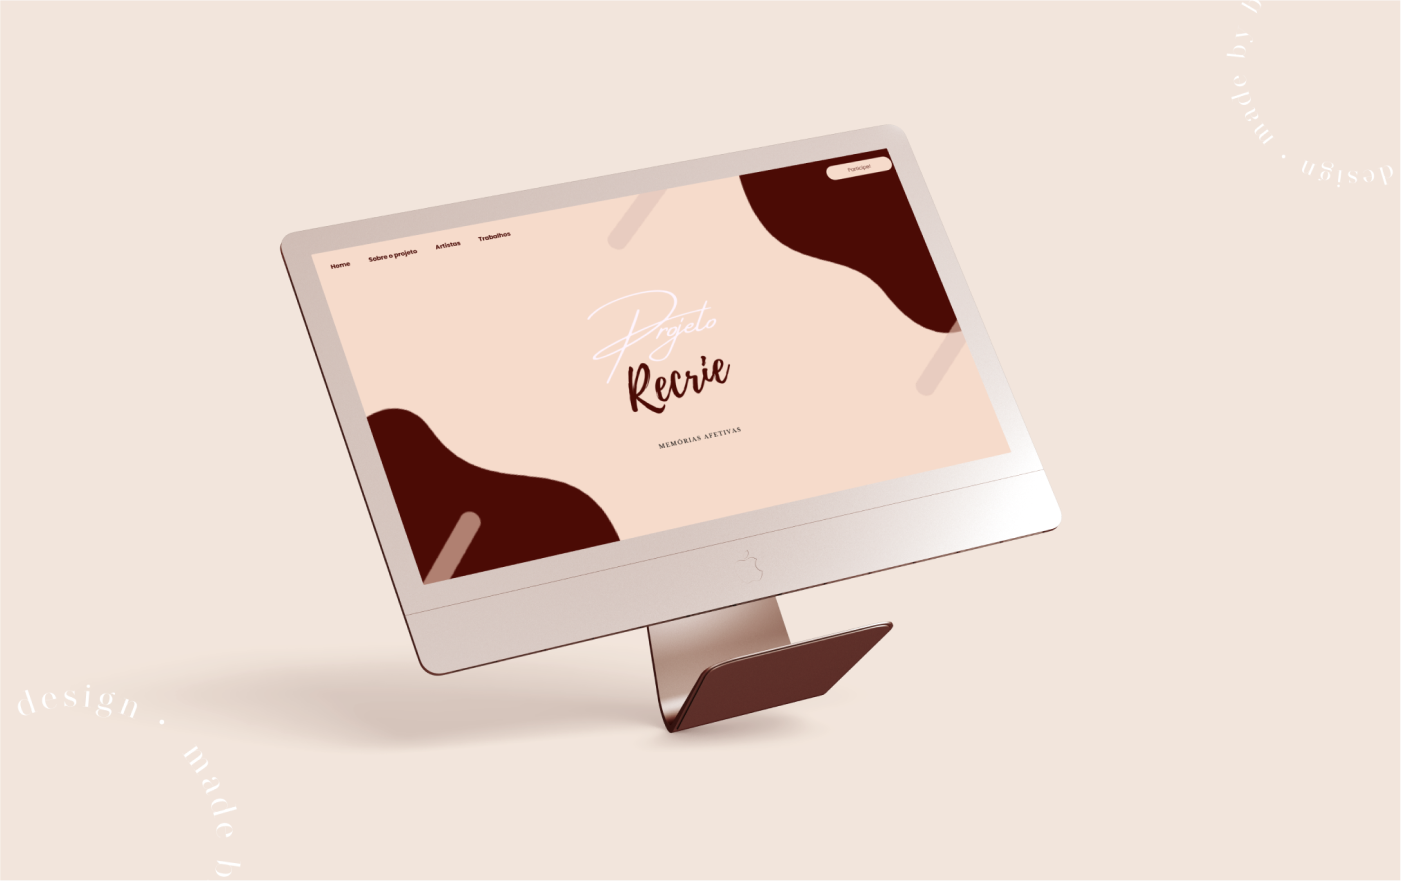 Home Sobre o projeto Artistas Trabalhos
Participe!
Projeto
Recrie
MEMÓRIAS AFETIVAS
design • made b
design • made by